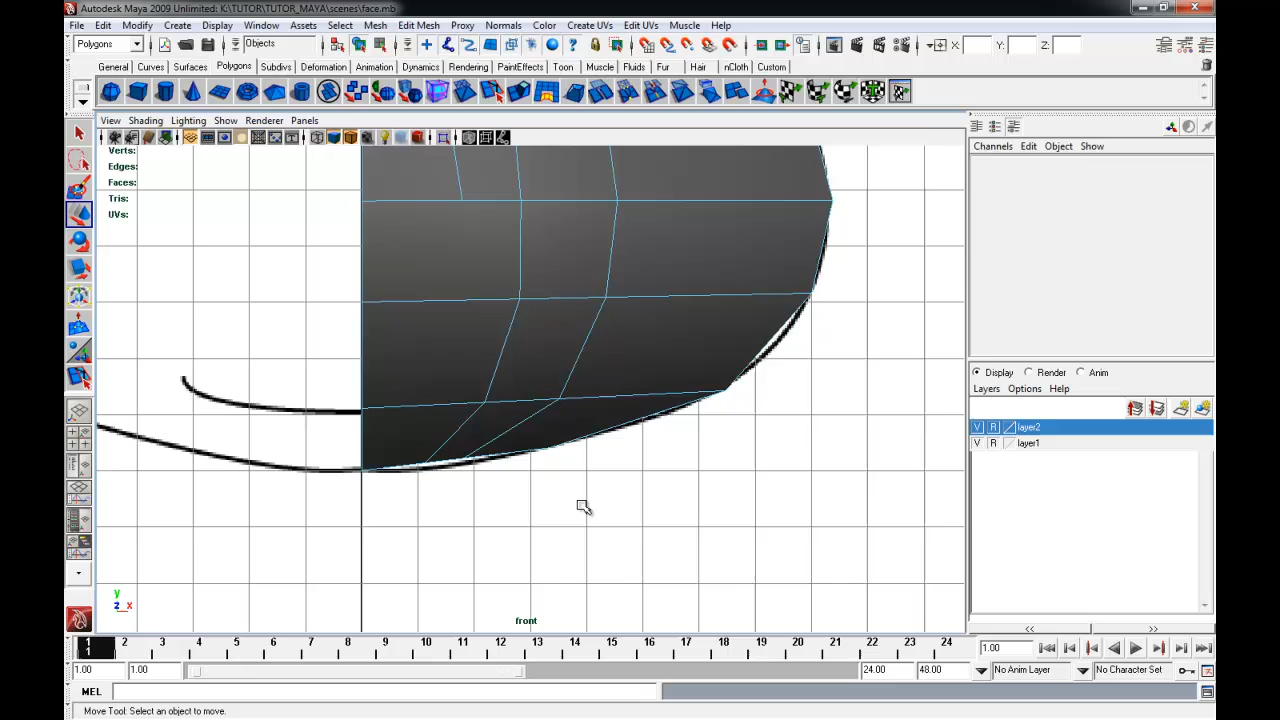 Autodesk Maya 2009 Unlimited: K:\TUTOR\TUTOR_MAYA\scenes\face.mb
File Edit Modify Create Display Window Assets Select Mesh Edit Mesh Proxy Normals Color Create UVs Edit UVs Muscle Help
Polygons Objects X: Y: Z:
General Curves Surfaces Polygons Subdivs Deformation Animation Dynamics Rendering PaintEffects Toon Muscle Fluids Fur Hair nCloth Custom
View Shading Lighting Show Renderer Panels
Channels Edit Object Show
Verts:
Edges:
Faces:
Tris:
UVs:
Display Render Anim
Layers Options Help
V R layer2
V R layer1
y
z x
front
1 2 3 4 5 6 7 8 9 10 11 12 13 14 15 16 17 18 19 20 21 22 23 24
1
1.00
1.00 1.00 24.00 48.00 No Anim Layer No Character Set
MEL
Move Tool: Select an object to move.